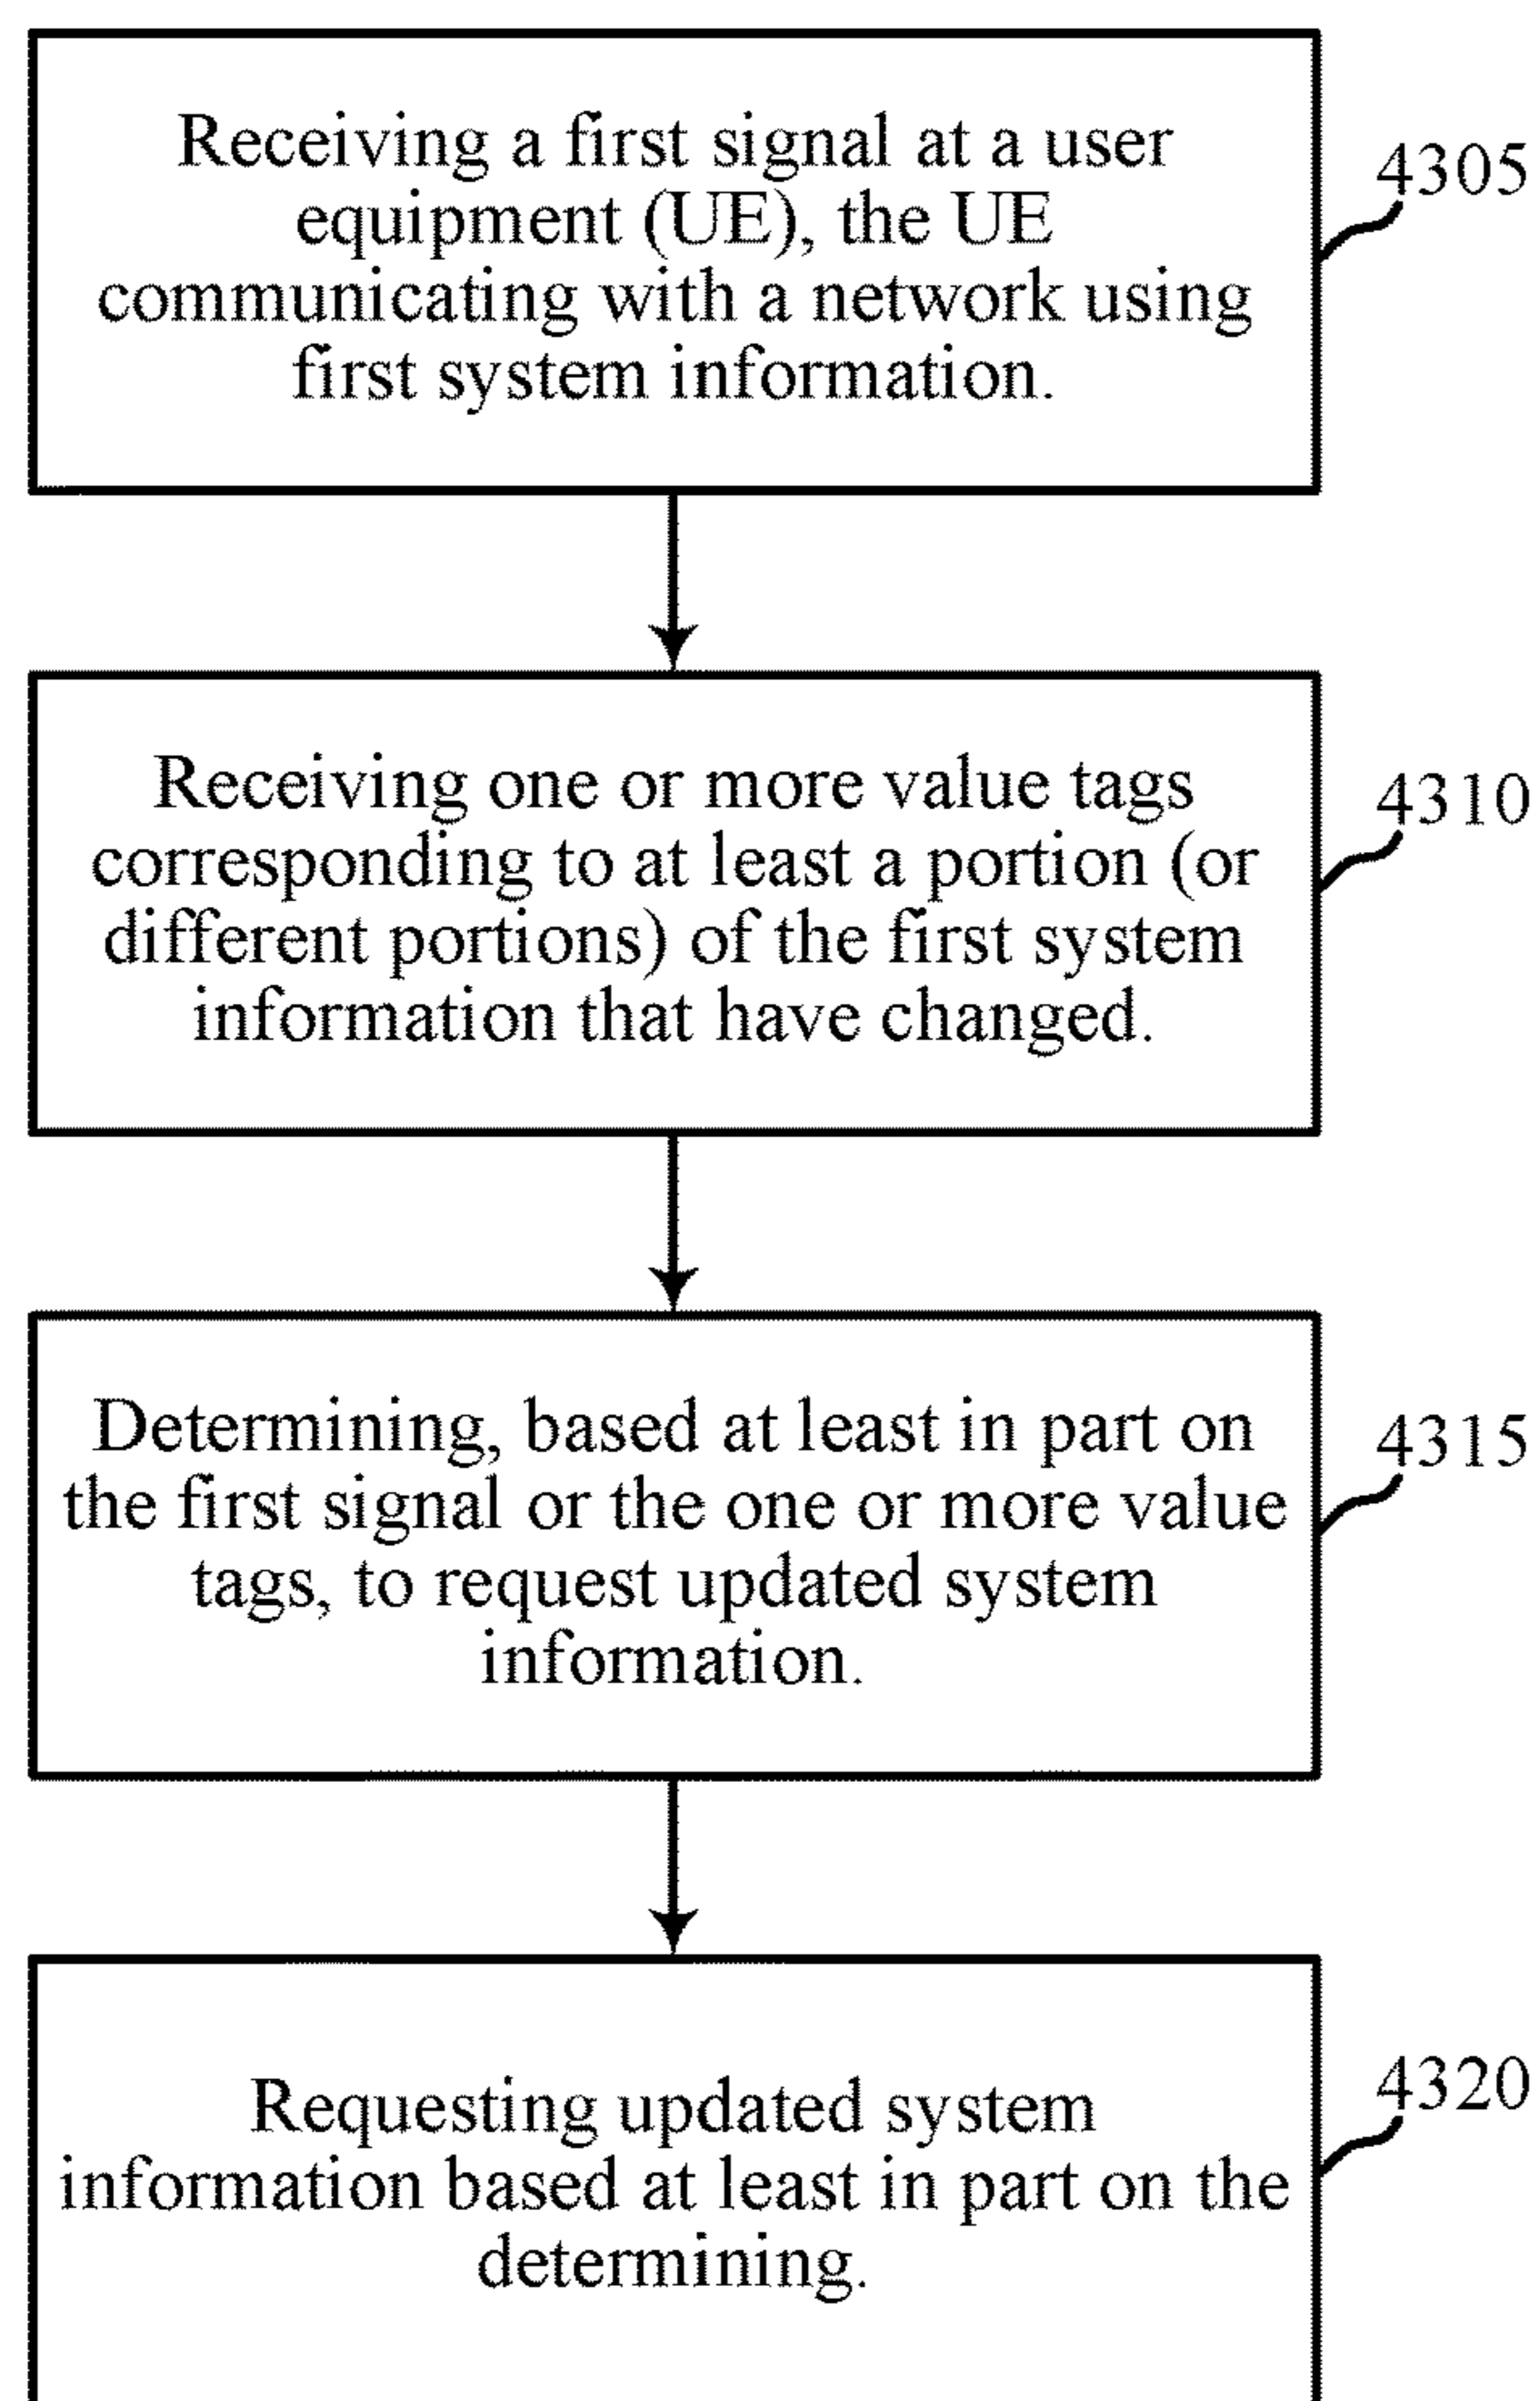 Receiving a first signal at a user
equipment (UE), the UE
communicating with a network using
first system information.
4305
Receiving one or more value tags
corresponding to at least a portion (or
different portions) of the first system
information that have changed.
4310
Determining, based at least in part on
the first signal or the one or more value
tags, to request updated system
information.
4315
Requesting updated system
information based at least in part on the
determining.
4320